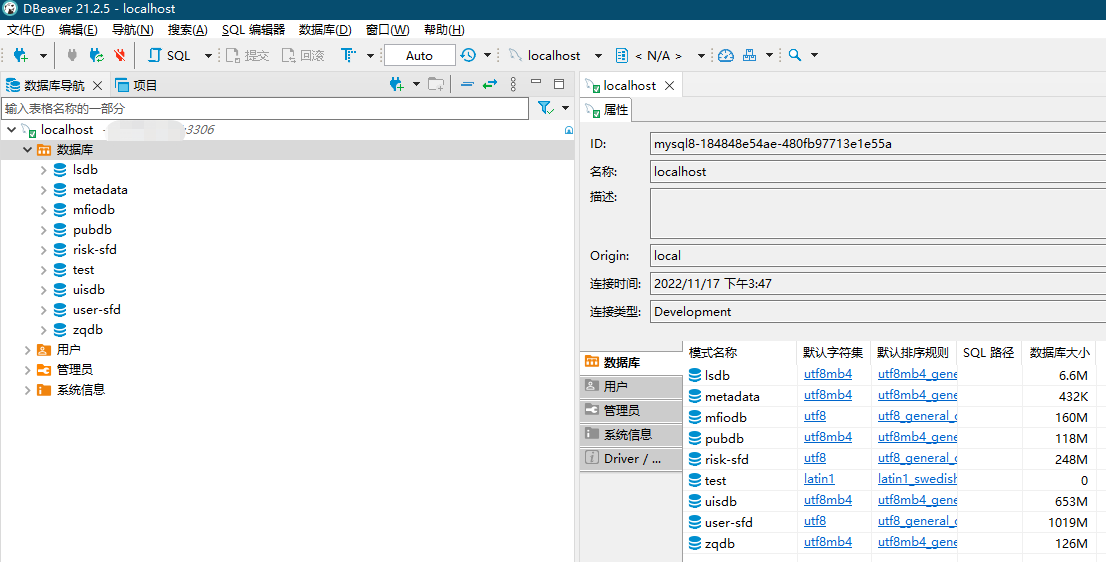 DBeaver 21.2.5 - localhost
文件(F) 编辑(E) 导航(N) 搜索(A) SQL 编辑器 数据库(D) 窗口(W) 帮助(H)
SQL 提交 回滚 Auto localhost < N/A >
数据库导航 项目
输入表格名称的一部分
localhost - :3306
数据库
lsdb
metadata
mfiodb
pubdb
risk-sfd
test
uisdb
user-sfd
zqdb
用户
管理员
系统信息
localhost
属性
ID: mysql8-184848e54ae-480fb97713e1e55a
名称: localhost
描述:
Origin: local
连接时间: 2022/11/17 下午3:47
连接类型: Development
数据库
用户
管理员
系统信息
Driver / ...
模式名称 默认字符集 默认排序规则 SQL 路径 数据库大小
lsdb utf8mb4 utf8mb4_gene 6.6M
metadata utf8mb4 utf8mb4_gene 432K
mfiodb utf8 utf8_general_c 160M
pubdb utf8mb4 utf8mb4_gene 118M
risk-sfd utf8 utf8_general_c 248M
test latin1 latin1_swedish 0
uisdb utf8mb4 utf8mb4_gene 653M
user-sfd utf8 utf8_general_c 1019M
zqdb utf8mb4 utf8mb4_gene 126M